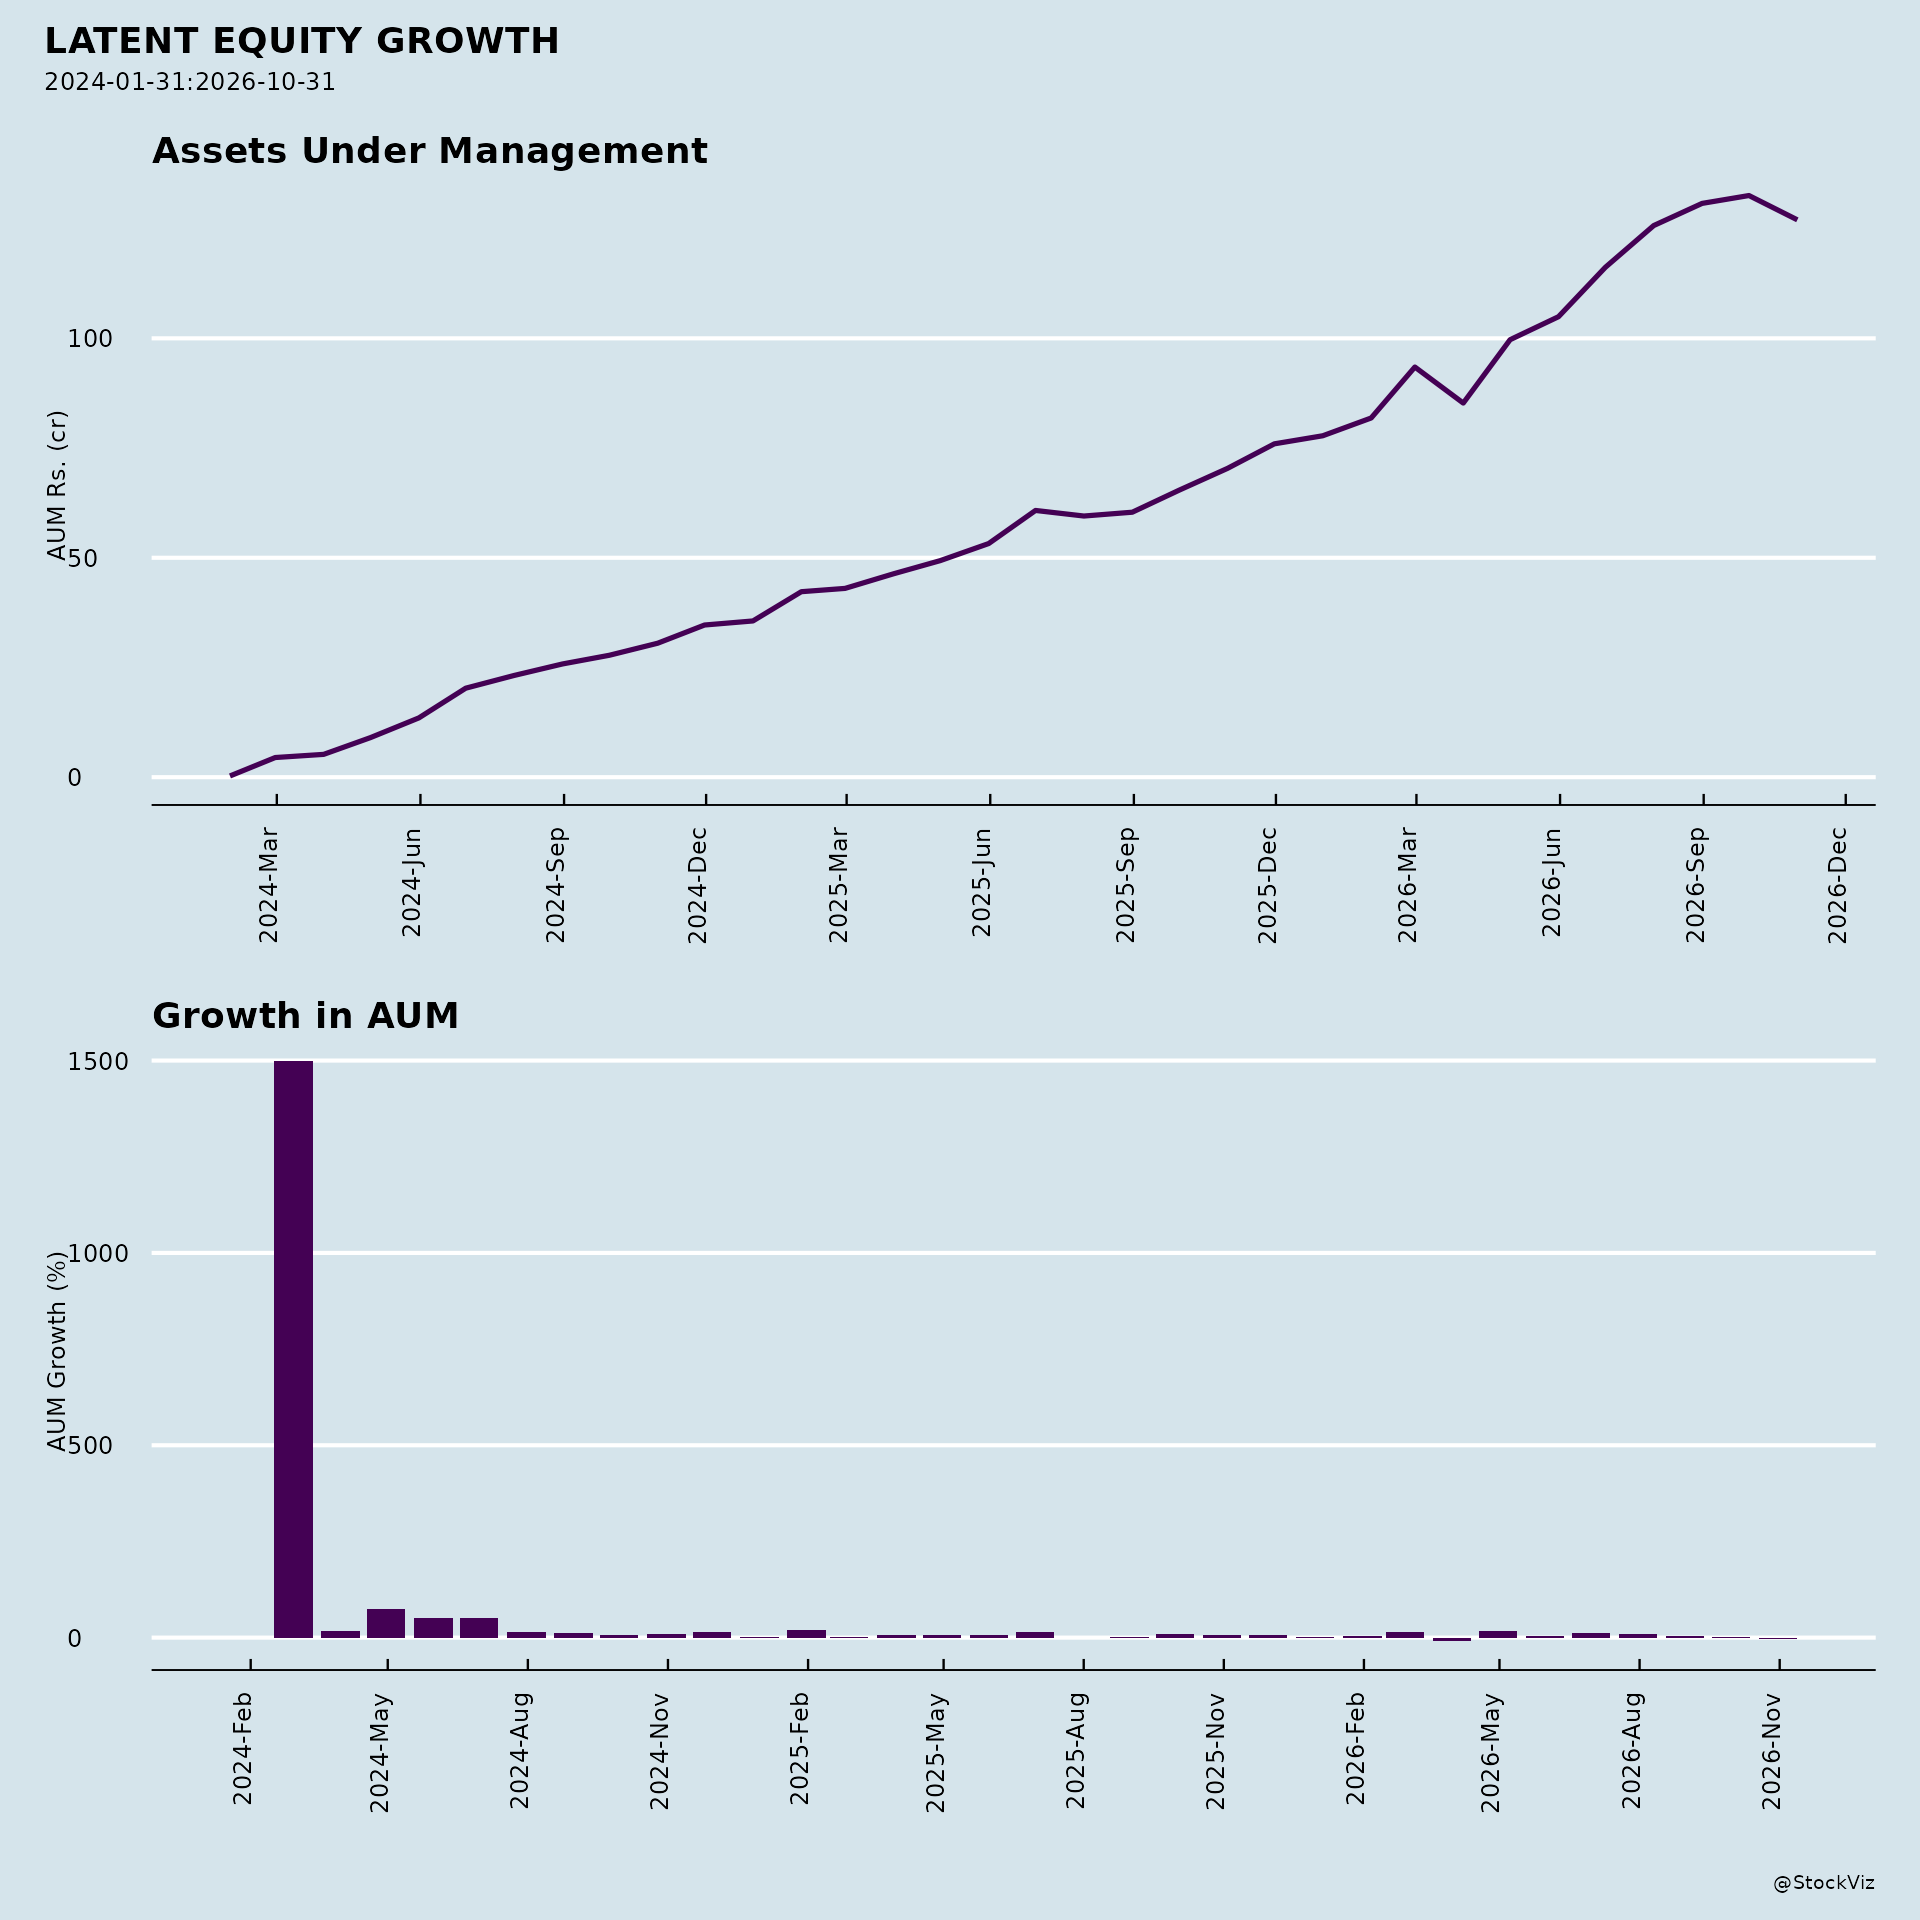 LATENT EQUITY GROWTH
2024-01-31:2026-10-31
Assets Under Management
AUM Rs. (cr)
100
50
0
2024-Mar
2024-Jun
2024-Sep
2024-Dec
2025-Mar
2025-Jun
2025-Sep
2025-Dec
2026-Mar
2026-Jun
2026-Sep
2026-Dec
Growth in AUM
AUM Growth (%)
1500
1000
500
0
2024-Feb
2024-May
2024-Aug
2024-Nov
2025-Feb
2025-May
2025-Aug
2025-Nov
2026-Feb
2026-May
2026-Aug
2026-Nov
@StockViz